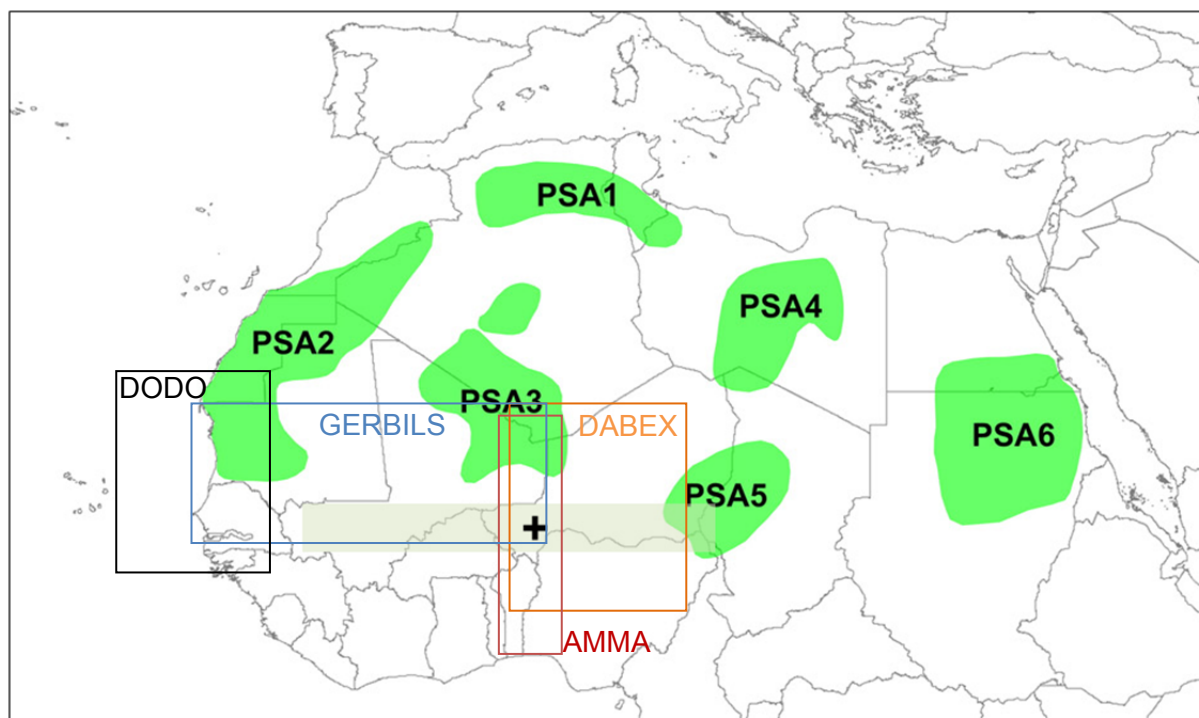 PSA1
PSA4
PSA2
DODO
PSA3
GERBILS
DABEX
PSA6
PSA5
AMMA